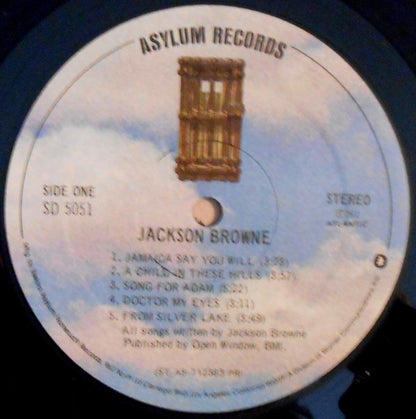 ASYLUM RECORDS
SIDE ONE
SD 5051
STEREO
ATLANTIC
JACKSON BROWNE
1. JAMAICA SAY YOU WILL
2. A CHILD IN THESE HILLS (3:57)
3. SONG FOR ADAM (5:22)
4. DOCTOR MY EYES (3:11)
5. FROM SILVER LAKE (3:49)
All songs written by Jackson Browne
Published by Open Window, BMI.